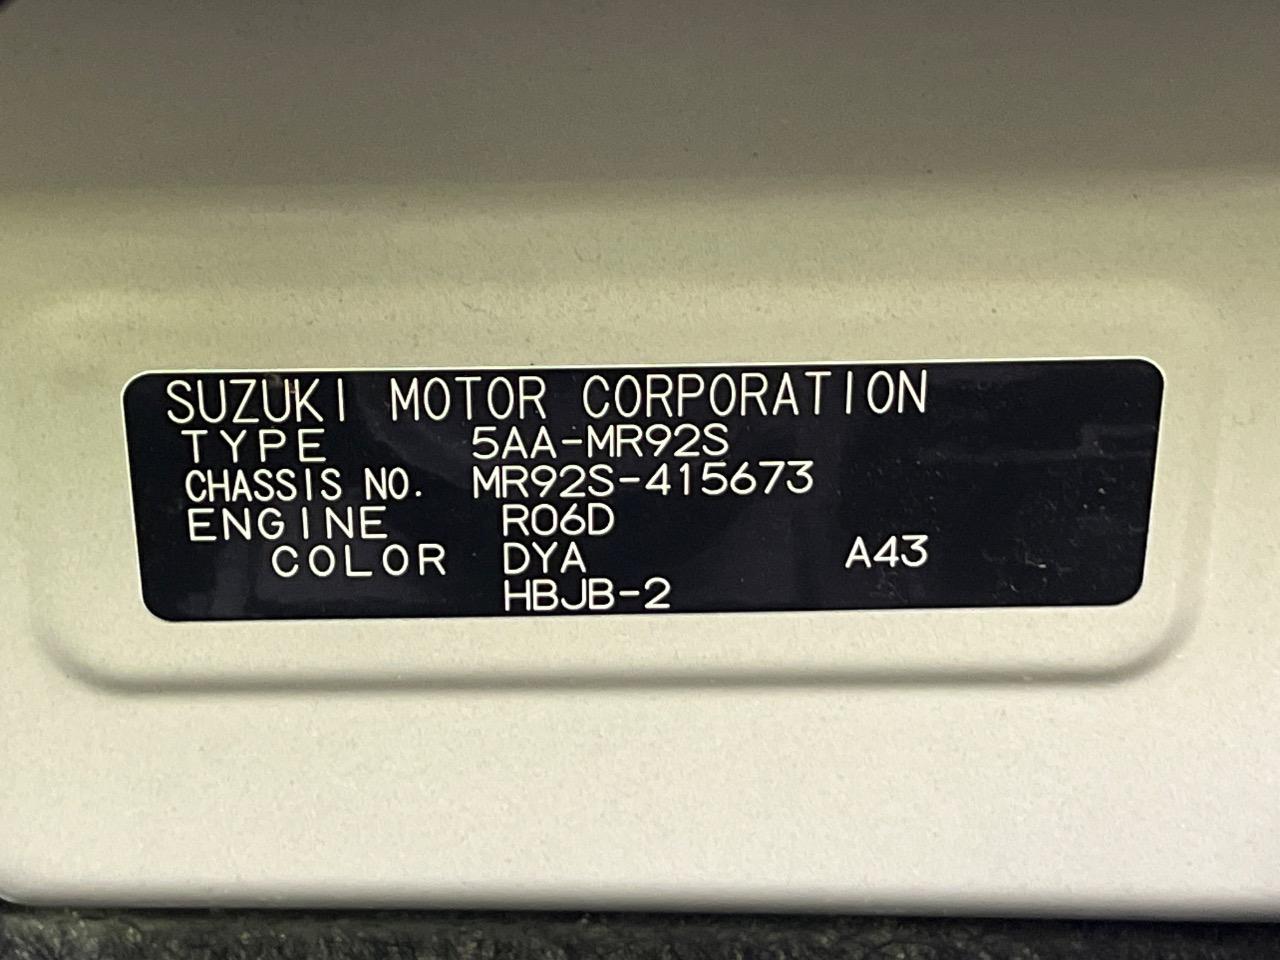 SUZUKI MOTOR CORPORATION
TYPE 5AA-MR92S
CHASSIS NO. MR92S-415673
ENGINE R06D
COLOR DYA A43
HBJB-2